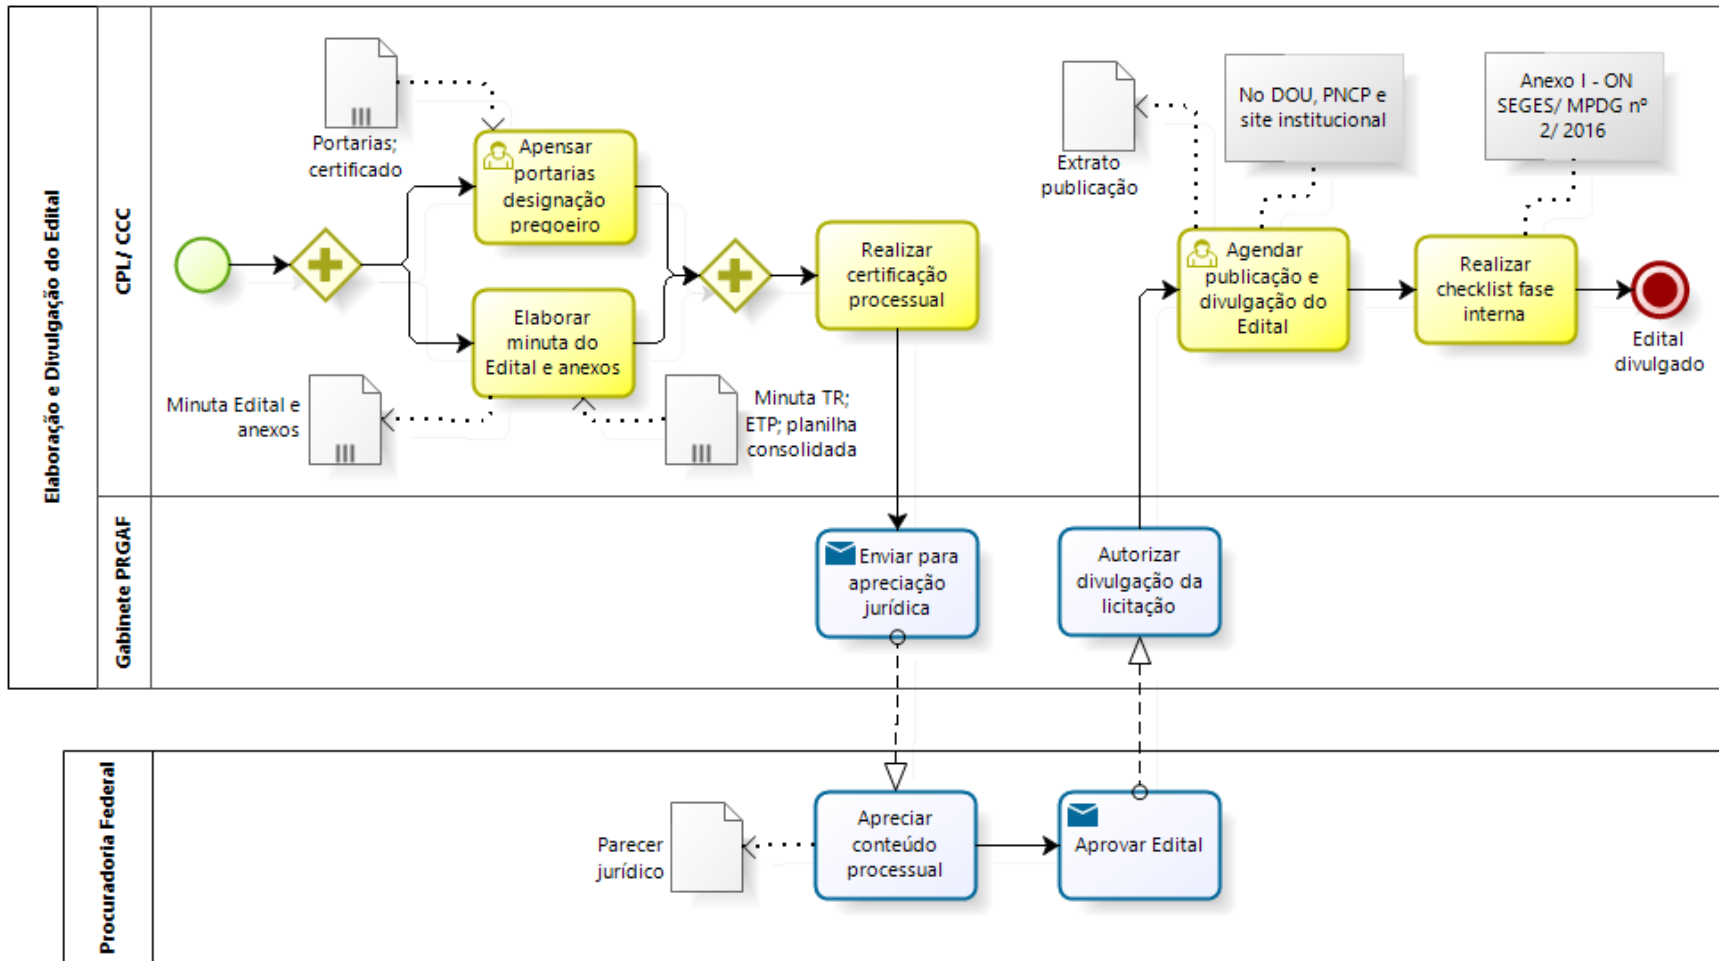 Elaboração e Divulgação do Edital
CPL/ CCC
Portarias;
certificado
Apensar
portarias
designação
pregoeiro
Elaborar
minuta do
Edital e anexos
Minuta Edital e
anexos
Minuta TR;
ETP; planilha
consolidada
Realizar
certificação
processual
Extrato
publicação
No DOU, PNCP e
site institucional
Anexo I - ON
SEGES/ MPDG nº
2/ 2016
Agendar
publicação e
divulgação do
Edital
Realizar
checklist fase
interna
Edital
divulgado
Gabinete PRGAF
Enviar para
apreciação
jurídica
Autorizar
divulgação da
licitação
Procuradoria Federal
Parecer
jurídico
Apreciar
conteúdo
processual
Aprovar Edital